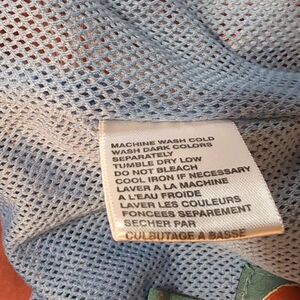 MACHINE WASH COLD
WASH DARK COLORS
SEPARATELY
TUMBLE DRY LOW
DO NOT BLEACH
COOL IRON IF NECESSARY
LAVER A LA MACHINE
A L'EAU FROIDE
LAVER LES COULEURS
FONCEES SEPAREMENT
SECHER PAR
CULBUTAGE A BASSE